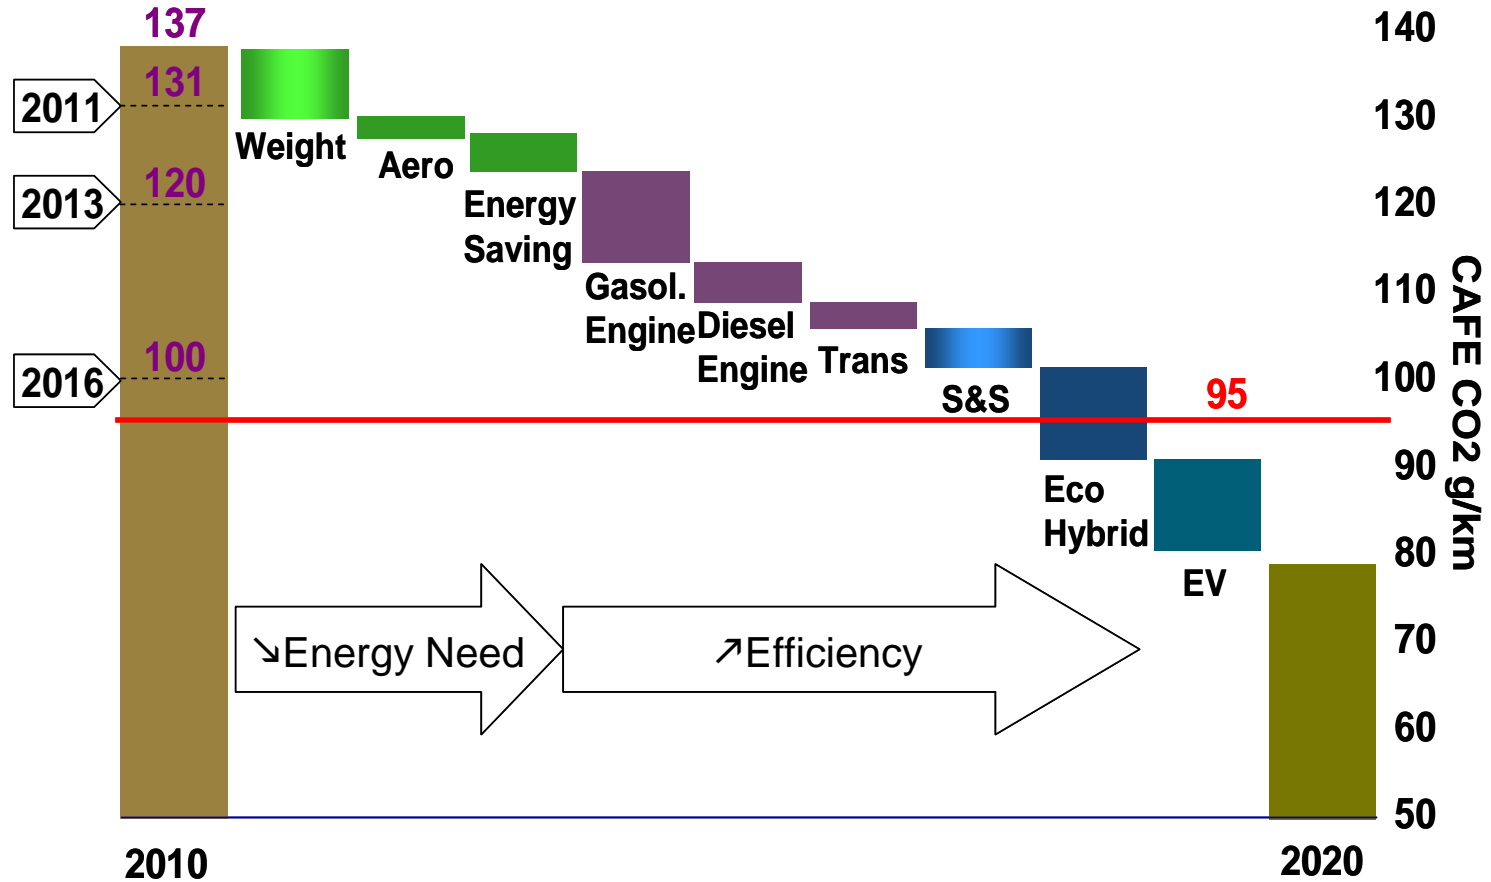 137
140
131
2011
130
Weight
Aero
120
2013
120
Energy
Saving
Gasol.
Engine
110
Diesel
Engine
Trans
100
2016
100
S&S
95
CAFE CO2 g/km
90
Eco
Hybrid
80
EV
↘Energy Need
↗Efficiency
70
60
50
2010
2020